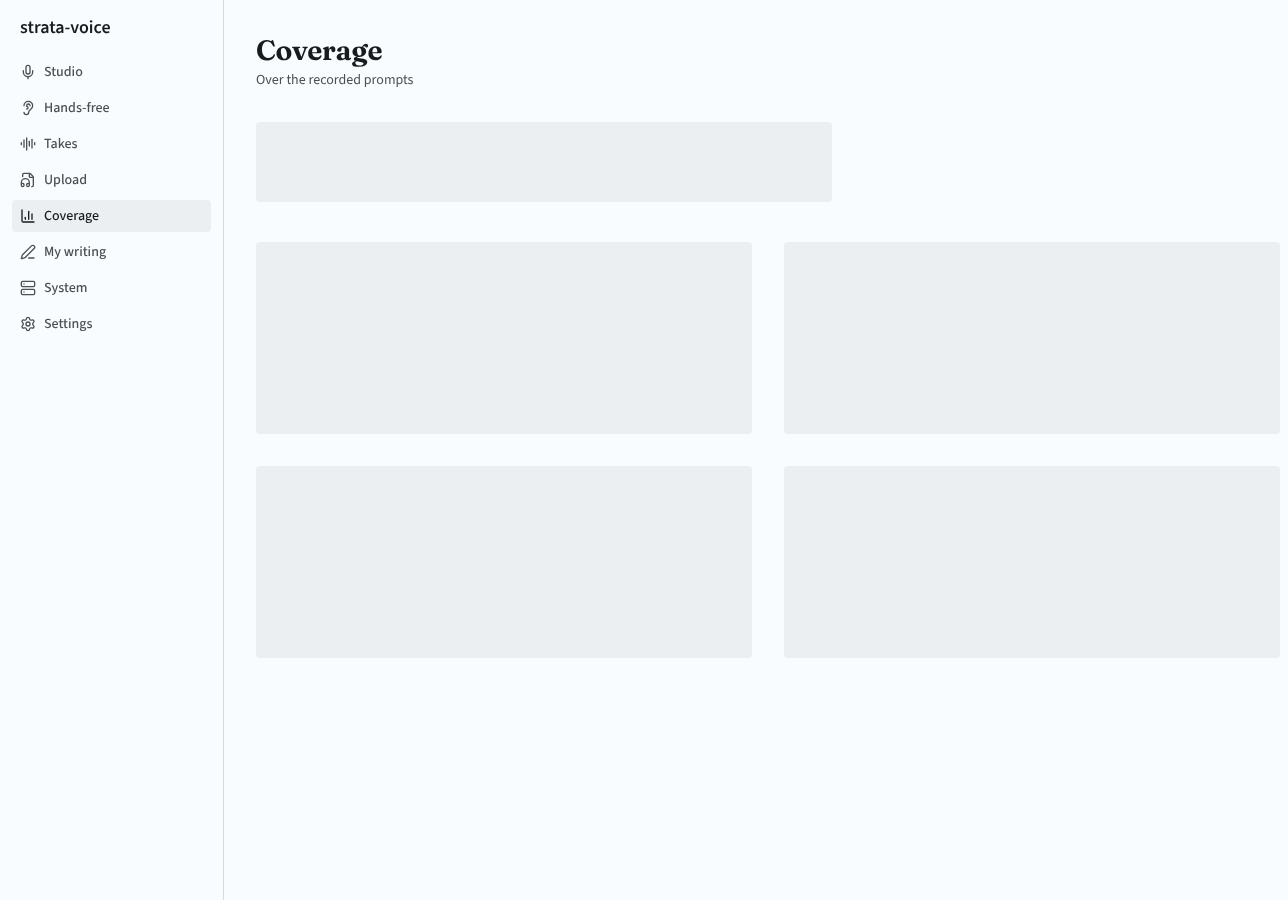 strata-voice
Studio
Hands-free
Takes
Upload
Coverage
My writing
System
Settings
Coverage
Over the recorded prompts